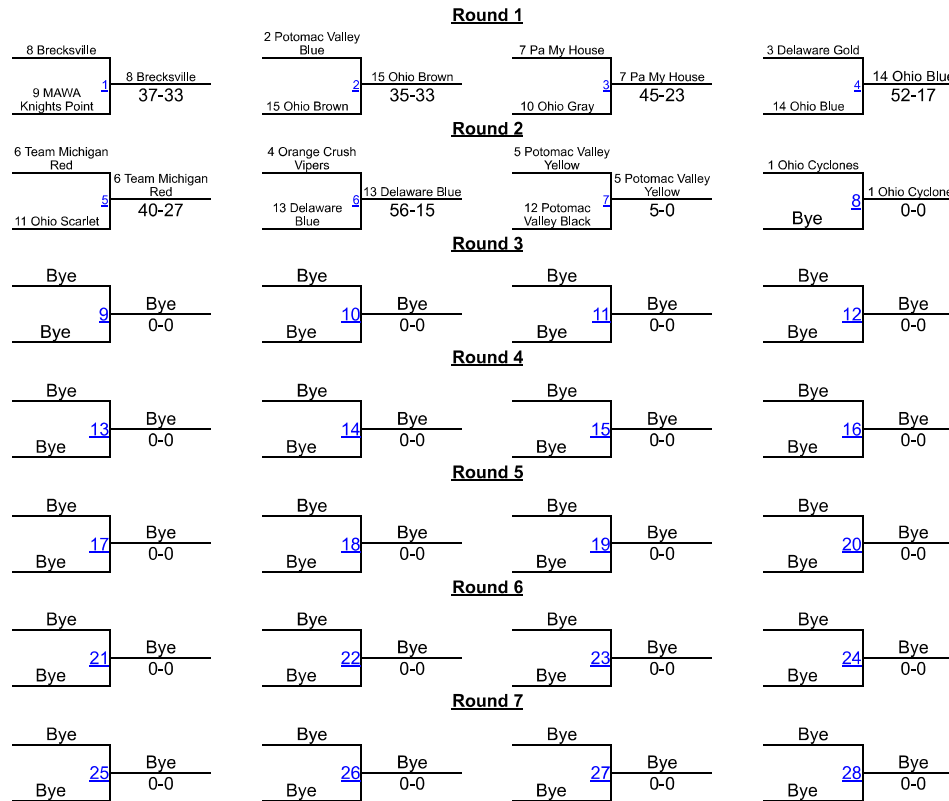 Round 1
8 Brecksville
1
9 MAWA
Knights Point
8 Brecksville
37-33
2 Potomac Valley
Blue
2
15 Ohio Brown
15 Ohio Brown
35-33
7 Pa My House
3
10 Ohio Gray
7 Pa My House
45-23
3 Delaware Gold
4
14 Ohio Blue
14 Ohio Blue
52-17
Round 2
6 Team Michigan
Red
5
11 Ohio Scarlet
6 Team Michigan
Red
40-27
4 Orange Crush
Vipers
6
13 Delaware
Blue
13 Delaware Blue
56-15
5 Potomac Valley
Yellow
7
12 Potomac
Valley Black
5 Potomac Valley
Yellow
5-0
1 Ohio Cyclones
8
Bye
1 Ohio Cyclone
0-0
Round 3
Bye
9
Bye
Bye
0-0
Bye
10
Bye
Bye
0-0
Bye
11
Bye
Bye
0-0
Bye
12
Bye
Bye
0-0
Round 4
Bye
13
Bye
Bye
0-0
Bye
14
Bye
Bye
0-0
Bye
15
Bye
Bye
0-0
Bye
16
Bye
Bye
0-0
Round 5
Bye
17
Bye
Bye
0-0
Bye
18
Bye
Bye
0-0
Bye
19
Bye
Bye
0-0
Bye
20
Bye
Bye
0-0
Round 6
Bye
21
Bye
Bye
0-0
Bye
22
Bye
Bye
0-0
Bye
23
Bye
Bye
0-0
Bye
24
Bye
Bye
0-0
Round 7
Bye
25
Bye
Bye
0-0
Bye
26
Bye
Bye
0-0
Bye
27
Bye
Bye
0-0
Bye
28
Bye
Bye
0-0